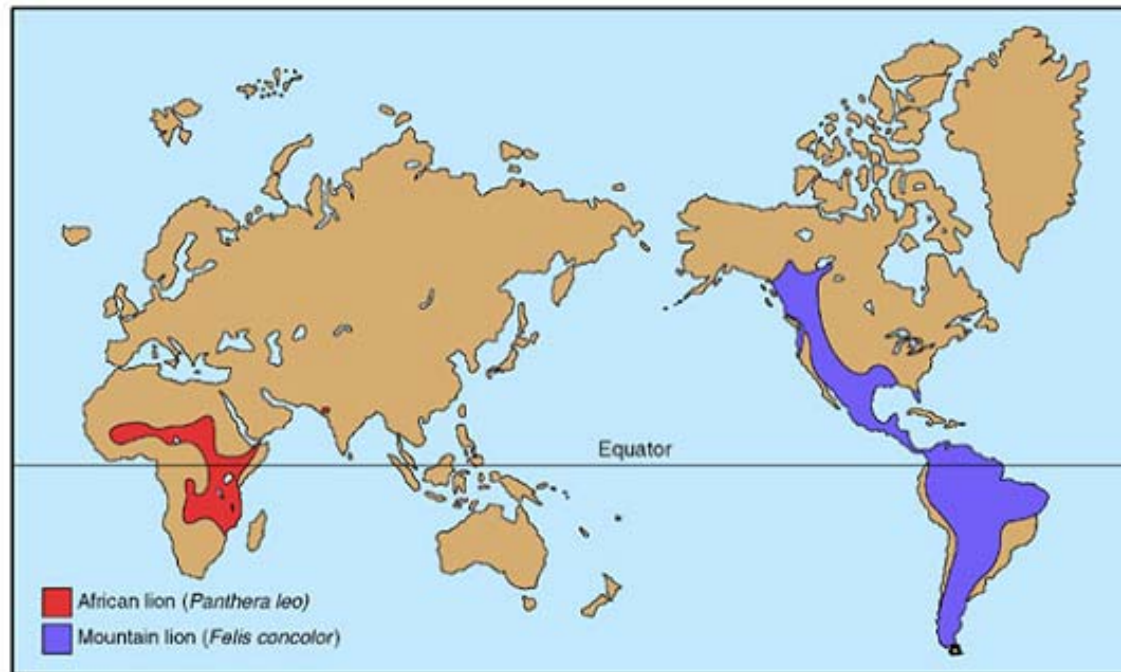 Equator
African lion (Panthera leo)
Mountain lion (Felis concolor)